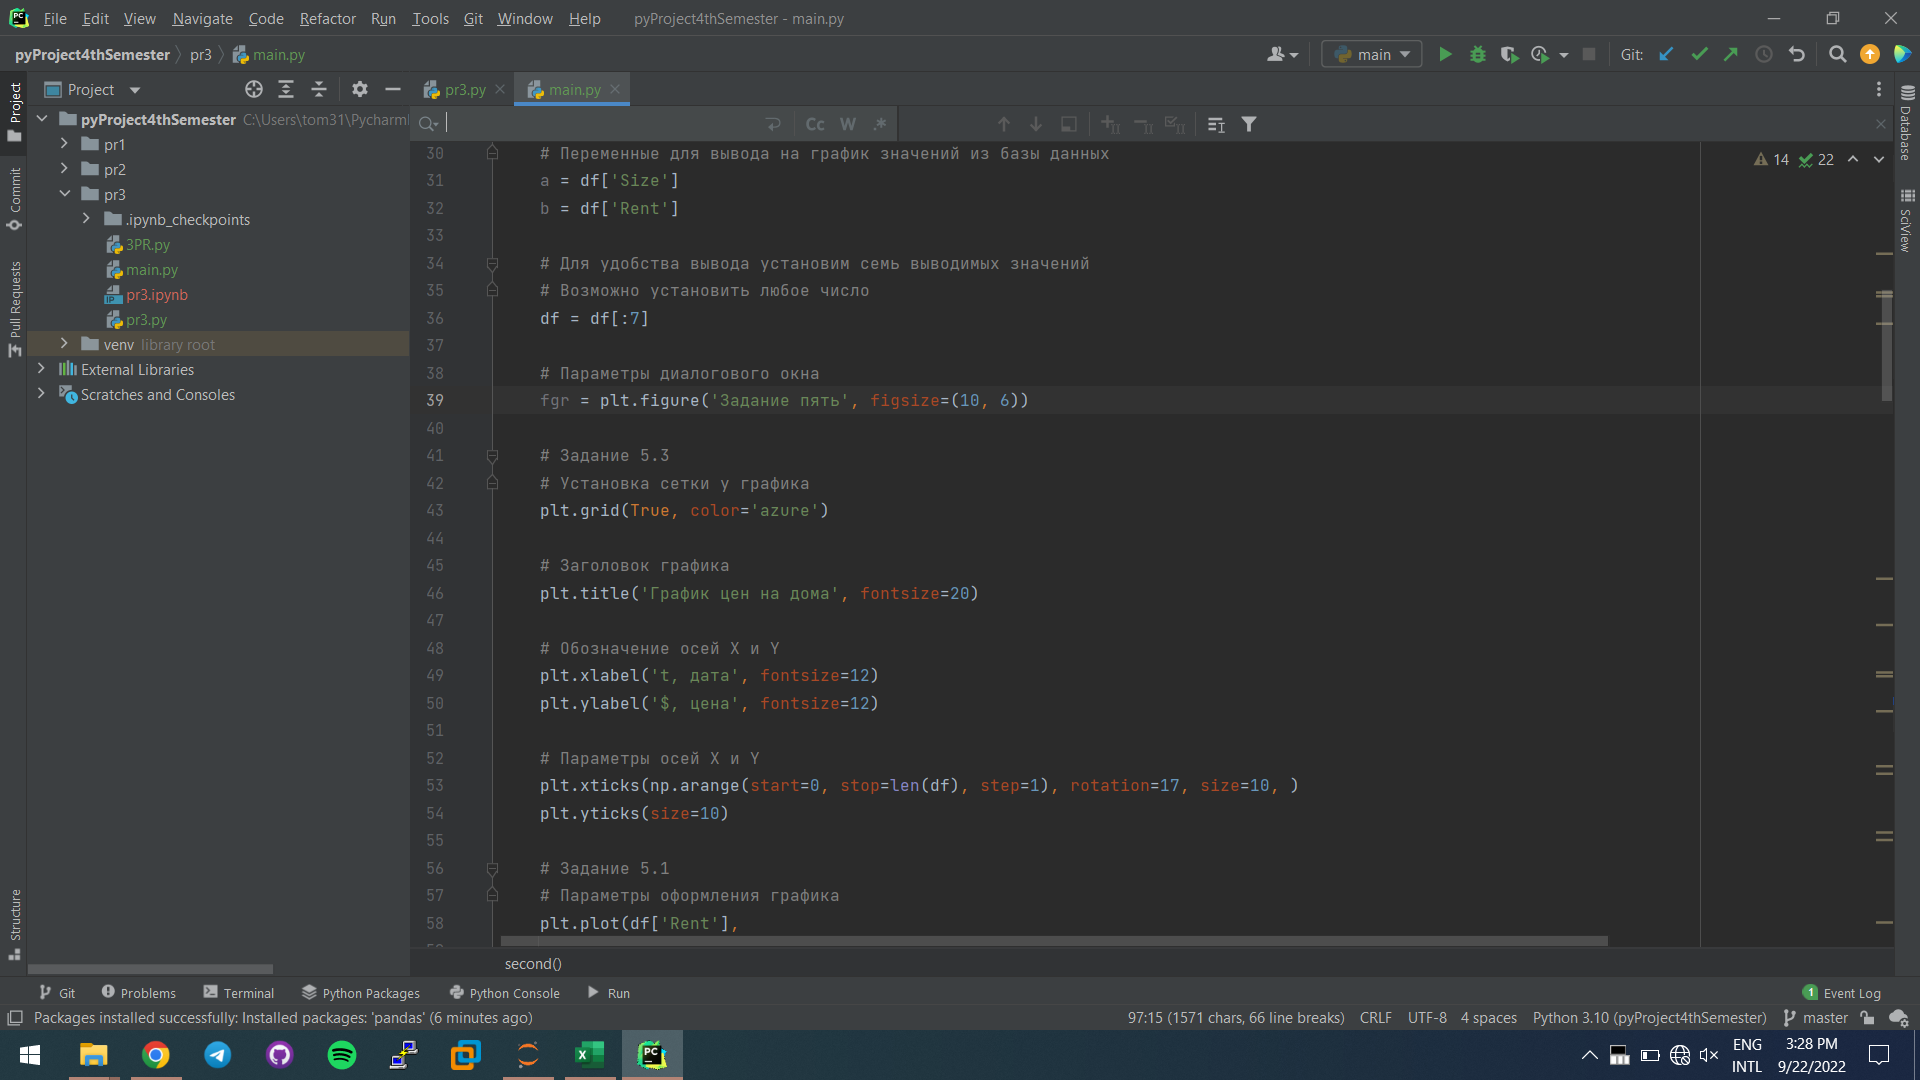 File Edit View Navigate Code Refactor Run Tools Git Window Help pyProject4thSemester - main.py
pyProject4thSemester pr3 main.py main Git:
Project pr3.py main.py
pyProject4thSemester C:\Users\tom31\Pycharm
Cc W .*
pr1
pr2
pr3
.ipynb_checkpoints
3PR.py
main.py
pr3.ipynb
pr3.py
venv library root
External Libraries
Scratches and Consoles
14 22
30 # Переменные для вывода на график значений из базы данных
31 a = df['Size']
32 b = df['Rent']
33
34 # Для удобства вывода установим семь выводимых значений
35 # Возможно установить любое число
36 df = df[:7]
37
38 # Параметры диалогового окна
39 fgr = plt.figure('Задание пять', figsize=(10, 6))
40
41 # Задание 5.3
42 # Установка сетки у графика
43 plt.grid(True, color='azure')
44
45 # Заголовок графика
46 plt.title('График цен на дома', fontsize=20)
47
48 # Обозначение осей X и Y
49 plt.xlabel('t, дата', fontsize=12)
50 plt.ylabel('$, цена', fontsize=12)
51
52 # Параметры осей X и Y
53 plt.xticks(np.arange(start=0, stop=len(df), step=1), rotation=17, size=10, )
54 plt.yticks(size=10)
55
56 # Задание 5.1
57 # Параметры оформления графика
58 plt.plot(df['Rent'],
second()
Project
Commit
Pull Requests
Structure
Database
SciView
Git Problems Terminal Python Packages Python Console Run 1 Event Log
Packages installed successfully: Installed packages: 'pandas' (6 minutes ago) 97:15 (1571 chars, 66 line breaks) CRLF UTF-8 4 spaces Python 3.10 (pyProject4thSemester) master
ENG 3:28 PM
INTL 9/22/2022